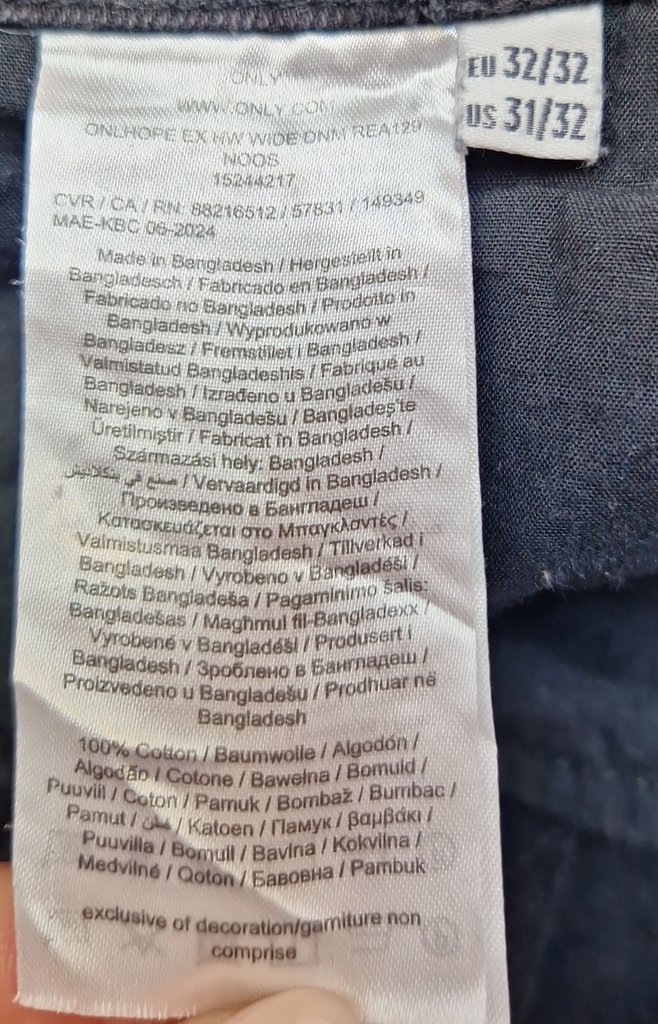 ONLY
WWW.ONLY.COM
ONLHOPE EX HW WIDE DNM REA129
NOOS
15244217
CVR / CA / RN: 88216512 / 57831 / 149349
MAE-KBC 06-2024
Made in Bangladesh / Hergestellt in
Bangladesch / Fabricado en Bangladesh /
Fabricado no Bangladesh / Prodotto in
Bangladesh / Wyprodukowano w
Bangladesz / Fremstillet i Bangladesh /
Valmistatud Bangladeshis / Fabriqué au
Bangladesh / Izrađeno u Bangladešu /
Narejeno v Bangladešu / Bangladeş'te
Üretilmiştir / Fabricat în Bangladesh /
Származási hely: Bangladesh /
صنع في بنكلاديش / Vervaardigd in Bangladesh /
Произведено в Бангладеш /
Κατασκευάζεται στο Μπαγκλαντές /
Valmistusmaa Bangladesh / Tillverkad i
Bangladesh / Vyrobeno v Bangladéši /
Ražots Bangladeša / Pagaminimo šalis:
Bangladešas / Maghmul fil-Bangladexx /
Vyrobené v Bangladéši / Produsert i
Bangladesh / Зроблено в Бангладеш /
Proizvedeno u Bangladešu / Prodhuar në
Bangladesh
100% Cotton / Baumwolle / Algodón /
Algodão / Cotone / Bawełna / Bomuld /
Puuvill / Coton / Pamuk / Bombaž / Bumbac /
Pamut / قطن / Katoen / Памук / βαμβάκι /
Puuvilla / Bomull / Bavlna / Kokvilna /
Medvilnė / Qoton / Бавовна / Pambuk
exclusive of decoration/garniture non
comprise
EU 32/32
US 31/32